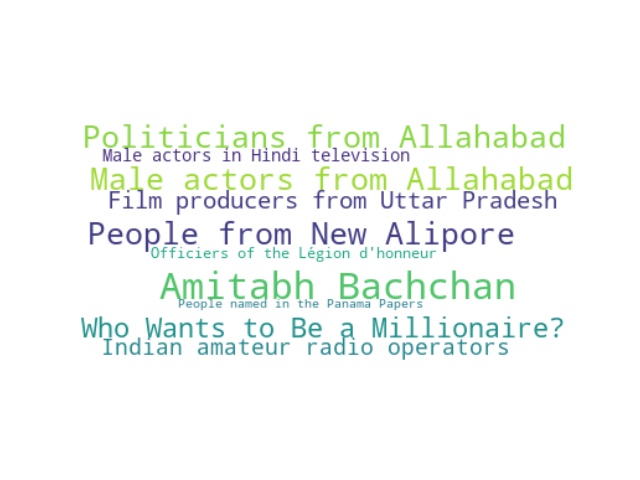 Politicians from Allahabad
Male actors in Hindi television
Male actors from Allahabad
Film producers from Uttar Pradesh
People from New Alipore
Officiers of the Légion d'honneur
Amitabh Bachchan
People named in the Panama Papers
Who Wants to Be a Millionaire?
Indian amateur radio operators